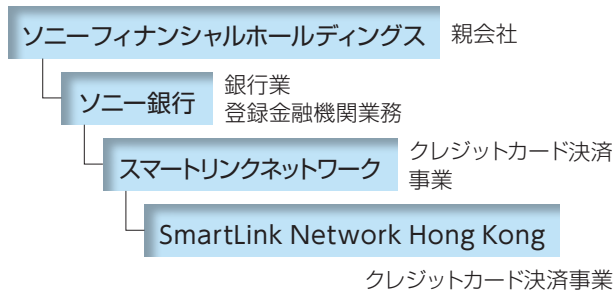 ソニーフィナンシャルホールディングス 親会社
ソニー銀行 銀行業
登録金融機関業務
スマートリンクネットワーク クレジットカード決済
事業
SmartLink Network Hong Kong
クレジットカード決済事業